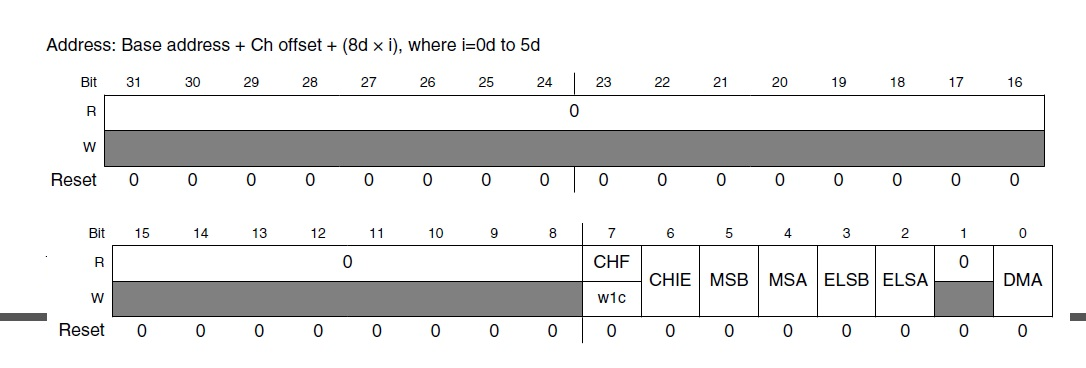 Address: Base address + Ch offset + (8d × i), where i=0d to 5d
Bit 31 30 29 28 27 26 25 24 23 22 21 20 19 18 17 16
R 0
W
Reset 0 0 0 0 0 0 0 0 0 0 0 0 0 0 0 0
Bit 15 14 13 12 11 10 9 8 7 6 5 4 3 2 1 0
R 0 CHF CHIE MSB MSA ELSB ELSA 0 DMA
W w1c
Reset 0 0 0 0 0 0 0 0 0 0 0 0 0 0 0 0